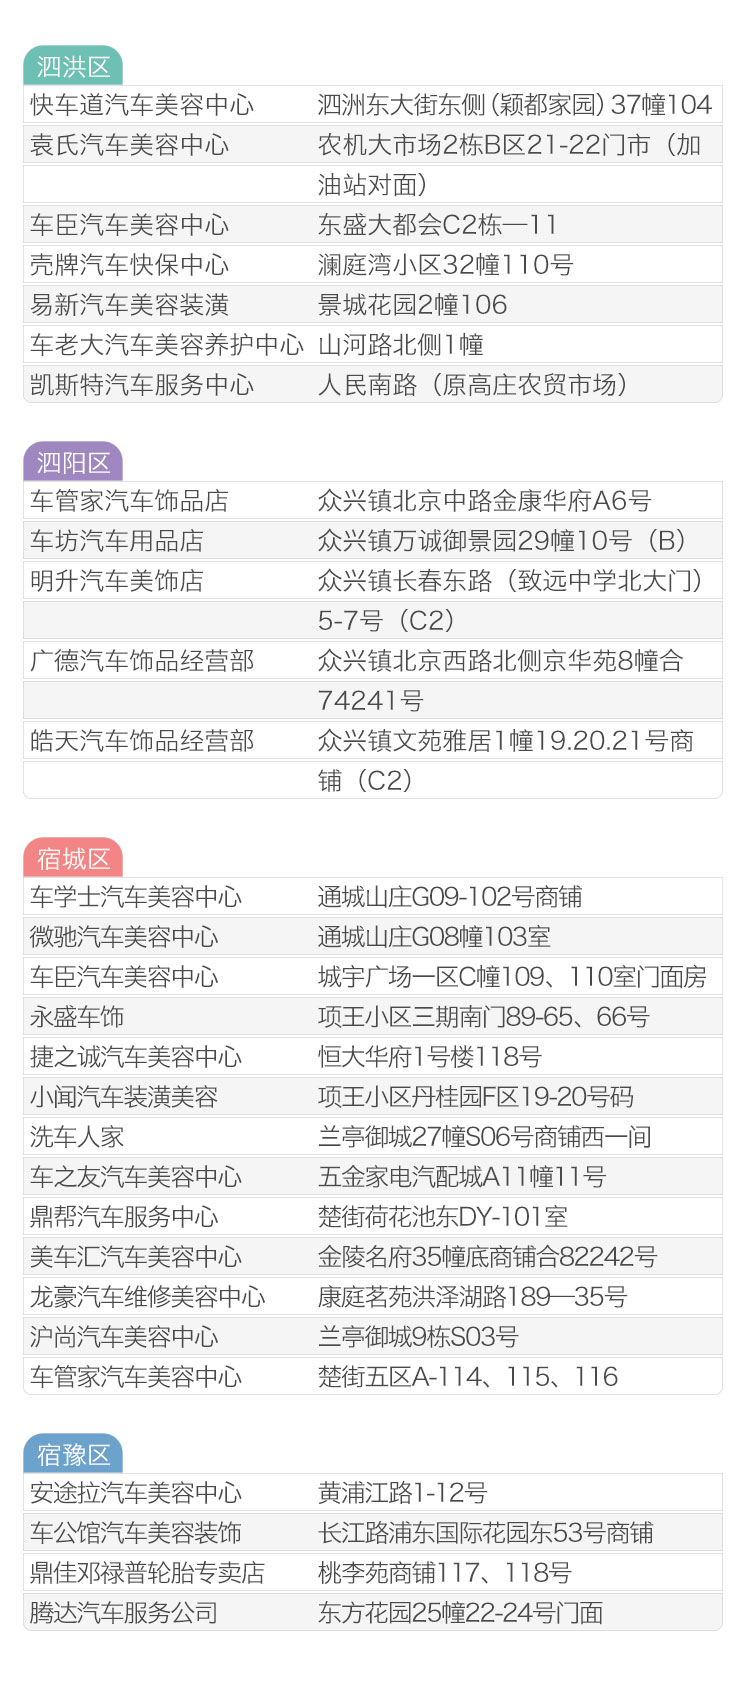 泗洪区
快车道汽车美容中心 泗洲东大街东侧（颍都家园）37幢104
袁氏汽车美容中心 农机大市场2栋B区21-22门市（加
油站对面）
车臣汽车美容中心 东盛大都会C2栋—11
壳牌汽车快保中心 澜庭湾小区32幢110号
易新汽车美容装潢 景城花园2幢106
车老大汽车美容养护中心 山河路北侧1幢
凯斯特汽车服务中心 人民南路（原高庄农贸市场）
泗阳区
车管家汽车饰品店 众兴镇北京中路金康华府A6号
车坊汽车用品店 众兴镇万诚御景园29幢10号（B）
明升汽车美饰店 众兴镇长春东路（致远中学北大门）
5-7号（C2）
广德汽车饰品经营部 众兴镇北京西路北侧京华苑8幢合
74241号
皓天汽车饰品经营部 众兴镇文苑雅居1幢19.20.21号商
铺（C2）
宿城区
车学士汽车美容中心 通城山庄G09-102号商铺
微驰汽车美容中心 通城山庄G08幢103室
车臣汽车美容中心 城宇广场一区C幢109、110室门面房
永盛车饰 项王小区三期南门89-65、66号
捷之诚汽车美容中心 恒大华府1号楼118号
小闻汽车装潢美容 项王小区丹桂园F区19-20号码
洗车人家 兰亭御城27幢S06号商铺西一间
车之友汽车美容中心 五金家电汽配城A11幢11号
鼎帮汽车服务中心 楚街荷花池东DY-101室
美车汇汽车美容中心 金陵名府35幢底商铺合82242号
龙豪汽车维修美容中心 康庭茗苑洪泽湖路189—35号
沪尚汽车美容中心 兰亭御城9栋S03号
车管家汽车美容中心 楚街五区A-114、115、116
宿豫区
安途拉汽车美容中心 黄浦江路1-12号
车公馆汽车美容装饰 长江路浦东国际花园东53号商铺
鼎佳邓禄普轮胎专卖店 桃李苑商铺117、118号
腾达汽车服务公司 东方花园25幢22-24号门面